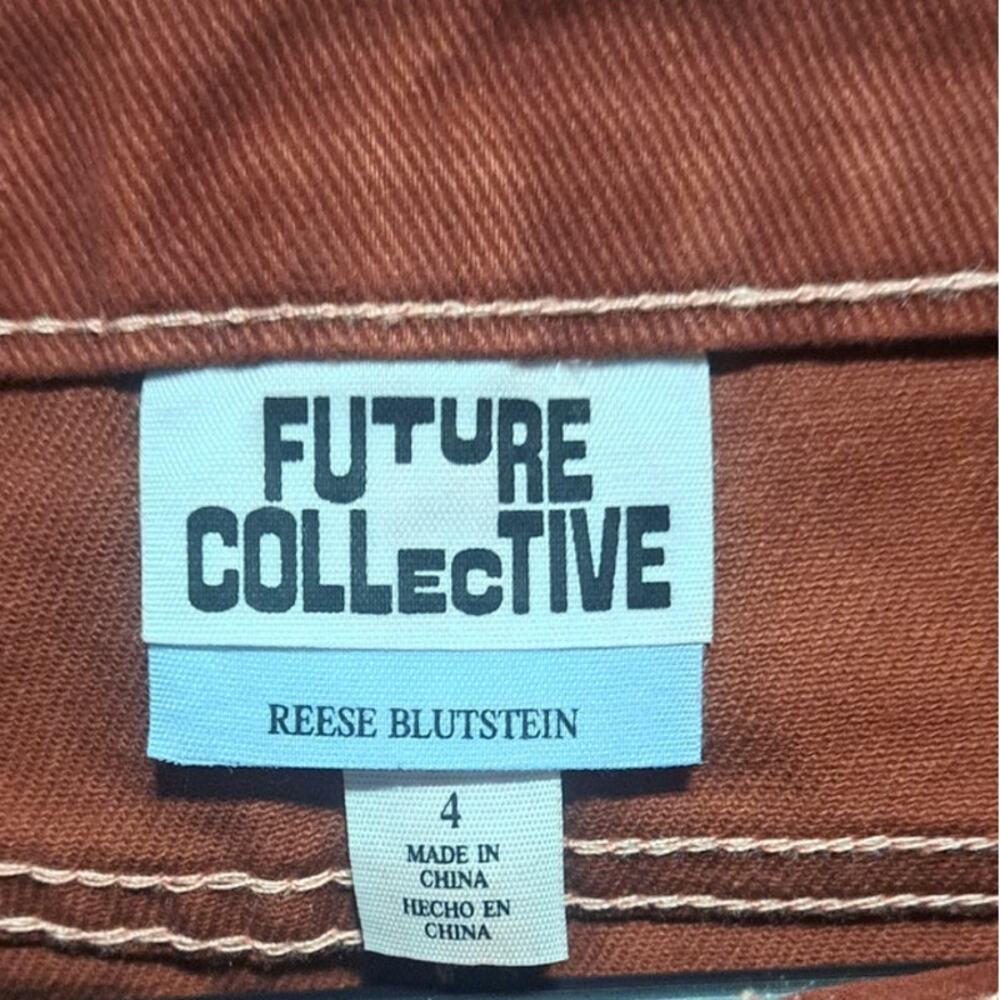 FUTURE
COLLECTIVE
REESE BLUTSTEIN
4
MADE IN
CHINA
HECHO EN
CHINA